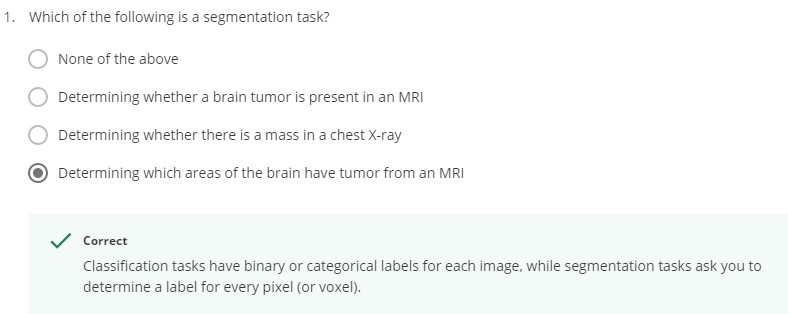 1. Which of the following is a segmentation task?
None of the above
Determining whether a brain tumor is present in an MRI
Determining whether there is a mass in a chest X-ray
Determining which areas of the brain have tumor from an MRI
Correct
Classification tasks have binary or categorical labels for each image, while segmentation tasks ask you to
determine a label for every pixel (or voxel).